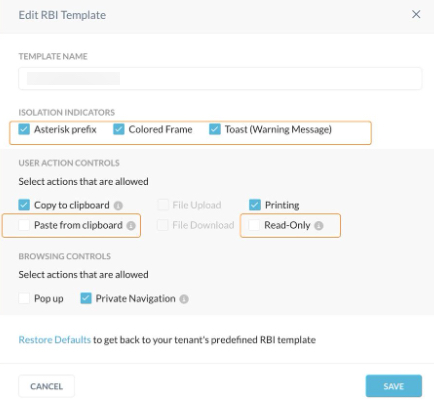 Edit RBI Template
TEMPLATE NAME
ISOLATION INDICATORS
Asterisk prefix Colored Frame Toast (Warning Message)
USER ACTION CONTROLS
Select actions that are allowed
Copy to clipboard File Upload Printing
Paste from clipboard File Download Read-Only
BROWSING CONTROLS
Select actions that are allowed
Pop up Private Navigation
Restore Defaults to get back to your tenant's predefined RBI template
CANCEL SAVE